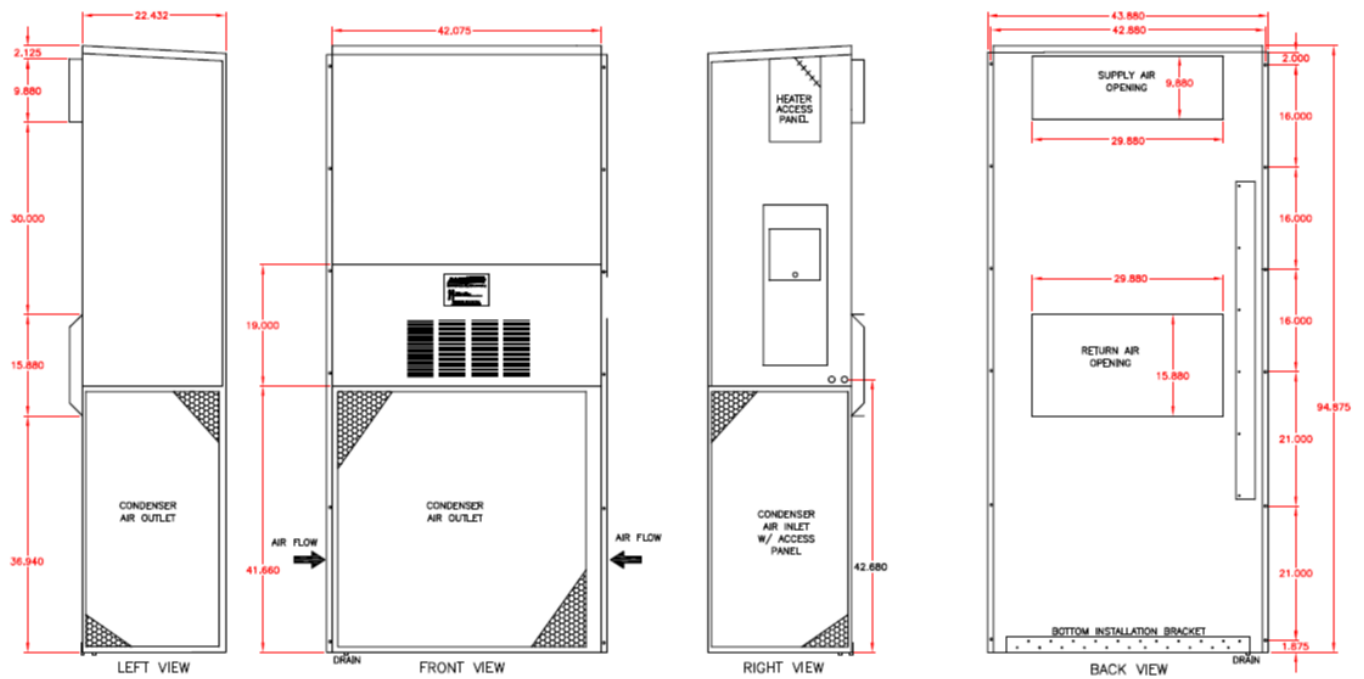 22.432
2.125
9.880
30.000
15.880
36.940
CONDENSER
AIR OUTLET
LEFT VIEW
42.075
19.000
41.660
CONDENSER
AIR OUTLET
AIR FLOW
AIR FLOW
DRAIN
FRONT VIEW
HEATER
ACCESS
PANEL
CONDENSER
AIR INLET
W/ ACCESS
PANEL
42.680
RIGHT VIEW
43.880
42.880
2.000
SUPPLY AIR
OPENING
9.880
29.880
16.000
16.000
29.880
16.000
RETURN AIR
OPENING
15.880
94.875
21.000
21.000
BOTTOM INSTALLATION BRACKET
1.875
DRAIN
BACK VIEW